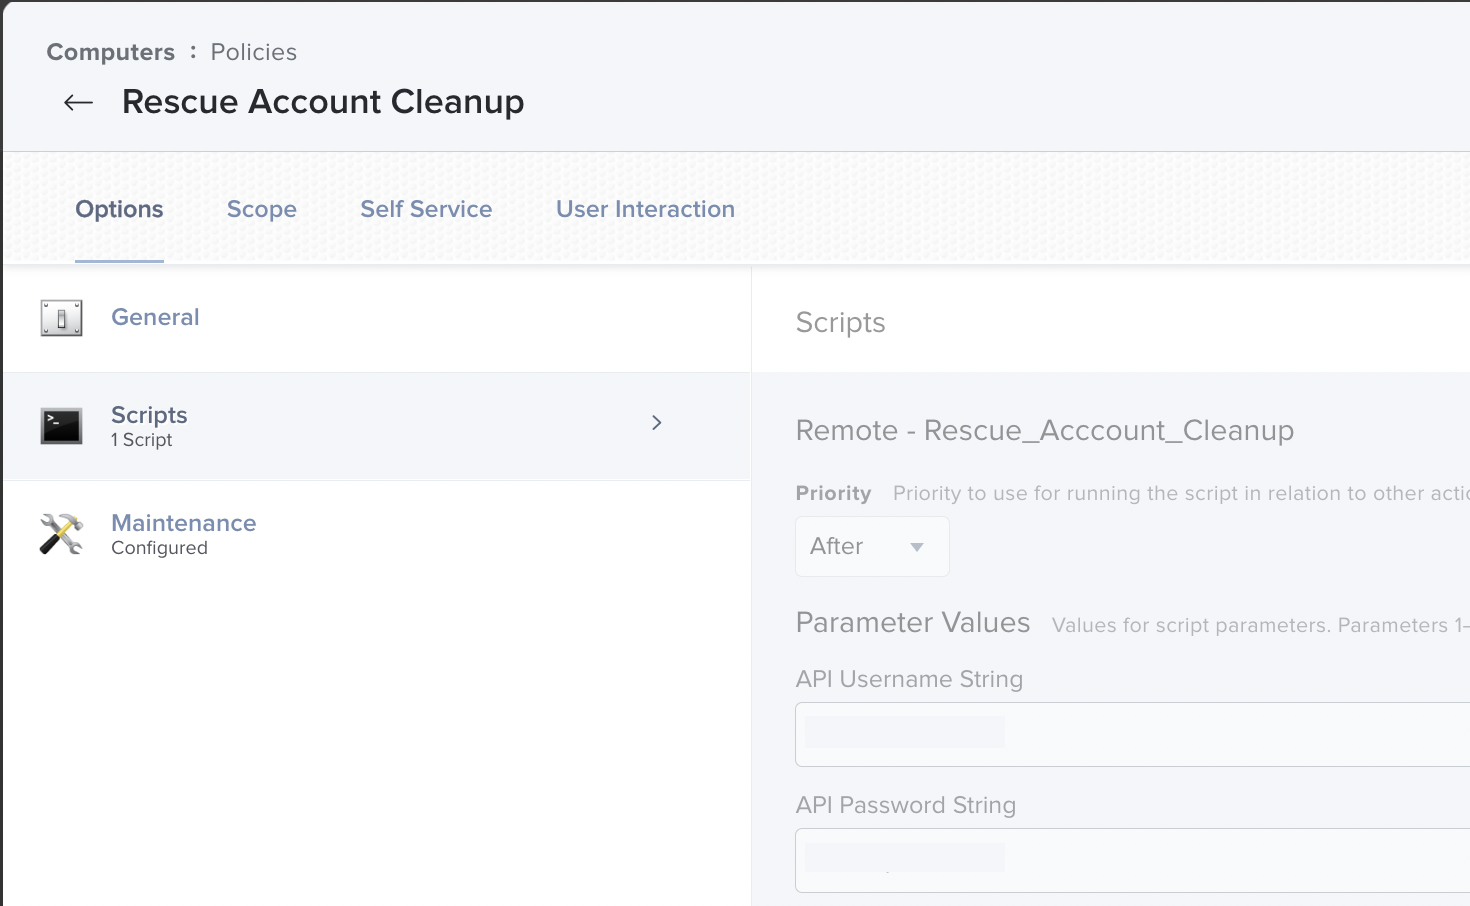 Computers : Policies
Rescue Account Cleanup
Options Scope Self Service User Interaction
General
Scripts
1 Script
Maintenance
Configured
Scripts
Remote - Rescue_Acccount_Cleanup
Priority Priority to use for running the script in relation to other
After
Parameter Values Values for script parameters. Parameters 1–
API Username String
API Password String